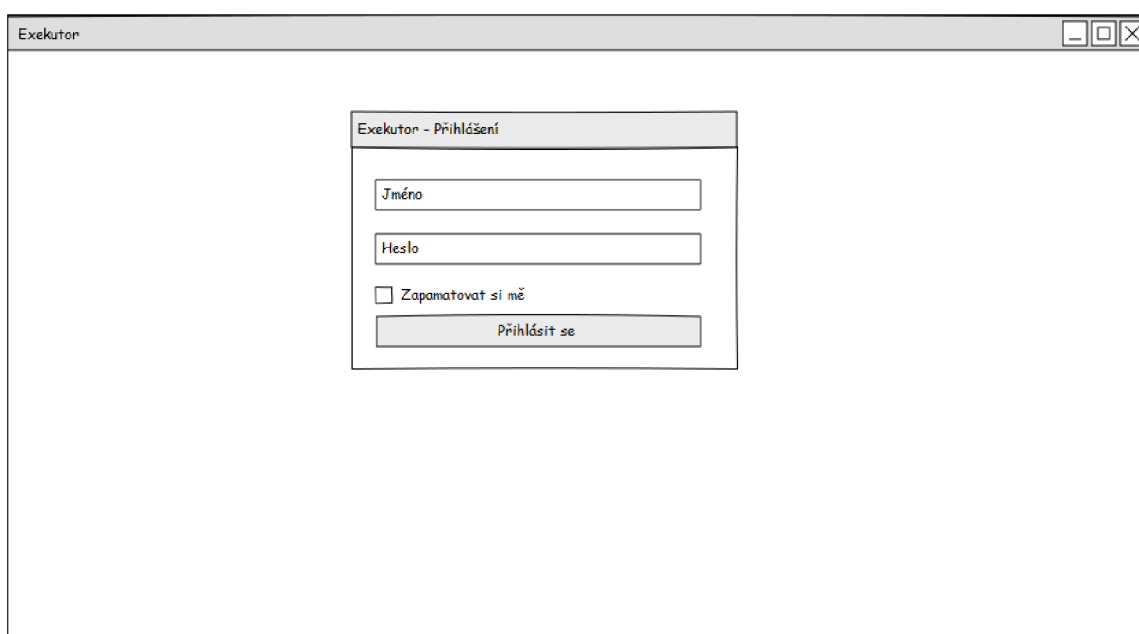 Exekutor
Exekutor - Přihlášení
Jméno
Heslo
Zapamatovat si mě
Přihlásit se